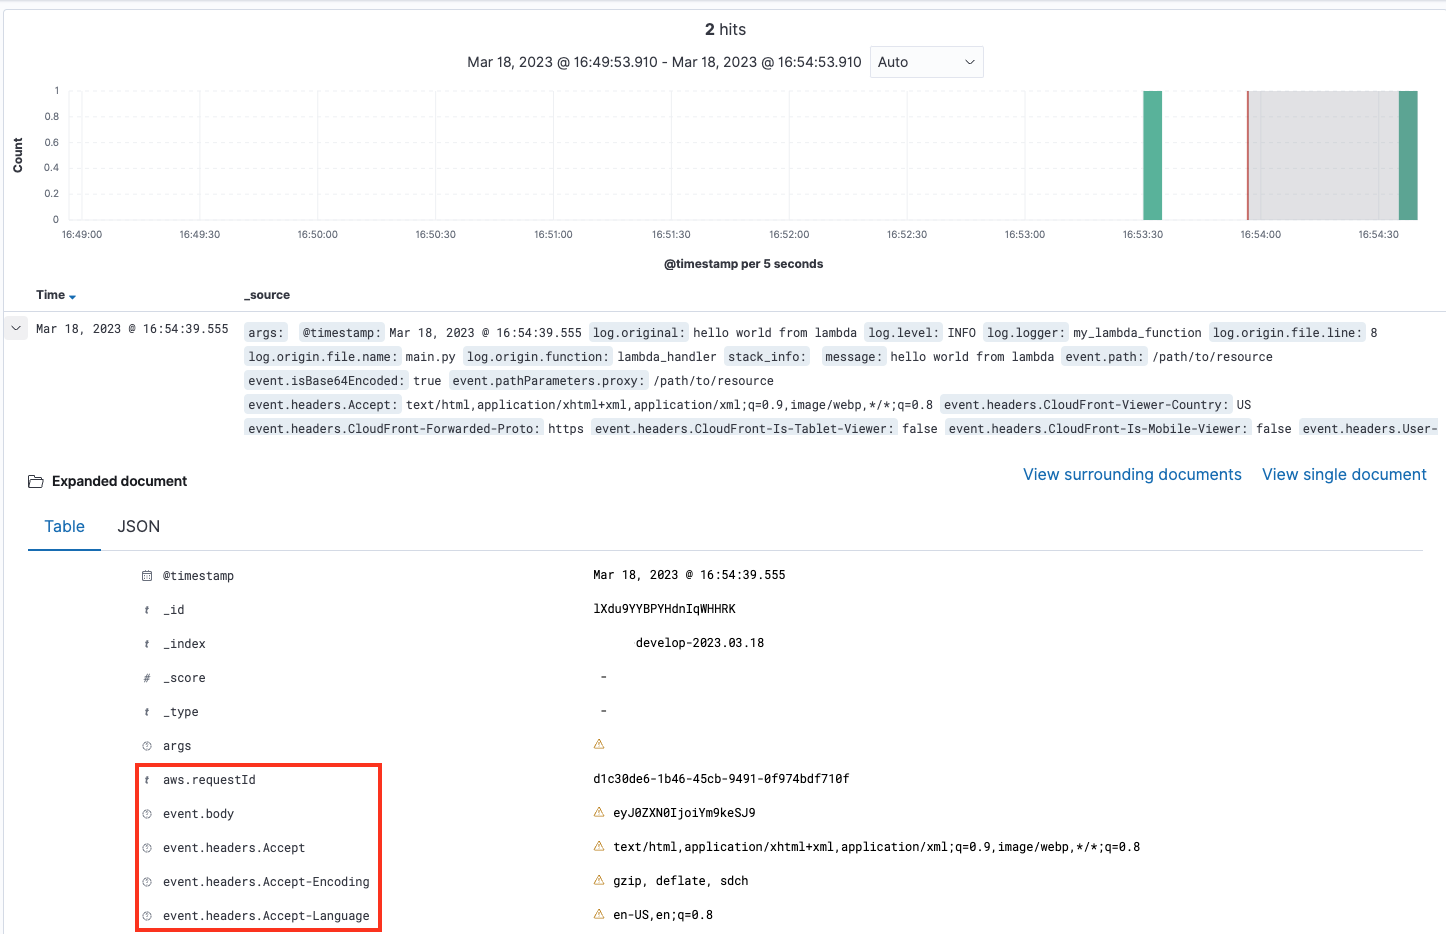 2 hits
Mar 18, 2023 @ 16:49:53.910 - Mar 18, 2023 @ 16:54:53.910 Auto
Count
1
0.8
0.6
0.4
0.2
0
16:49:00 16:49:30 16:50:00 16:50:30 16:51:00 16:51:30 16:52:00 16:52:30 16:53:00 16:53:30 16:54:00 16:54:30
@timestamp per 5 seconds
Time _source
Mar 18, 2023 @ 16:54:39.555 args: @timestamp: Mar 18, 2023 @ 16:54:39.555 log.original: hello world from lambda log.level: INFO log.logger: my_lambda_function log.origin.file.line: 8
log.origin.file.name: main.py log.origin.function: lambda_handler stack_info: message: hello world from lambda event.path: /path/to/resource
event.isBase64Encoded: true event.pathParameters.proxy: /path/to/resource
event.headers.Accept: text/html,application/xhtml+xml,application/xml;q=0.9,image/webp,*/*;q=0.8 event.headers.CloudFront-Viewer-Country: US
event.headers.CloudFront-Forwarded-Proto: https event.headers.CloudFront-Is-Tablet-Viewer: false event.headers.CloudFront-Is-Mobile-Viewer: false event.headers.User-
Expanded document View surrounding documents View single document
Table JSON
@timestamp Mar 18, 2023 @ 16:54:39.555
t _id lXdu9YYBPYHdnIqWHHRK
t _index develop-2023.03.18
# _score -
t _type -
args
t aws.requestId d1c30de6-1b46-45cb-9491-0f974bdf710f
event.body eyJ0ZXN0IjoiYm9keSJ9
event.headers.Accept text/html,application/xhtml+xml,application/xml;q=0.9,image/webp,*/*;q=0.8
event.headers.Accept-Encoding gzip, deflate, sdch
event.headers.Accept-Language en-US,en;q=0.8